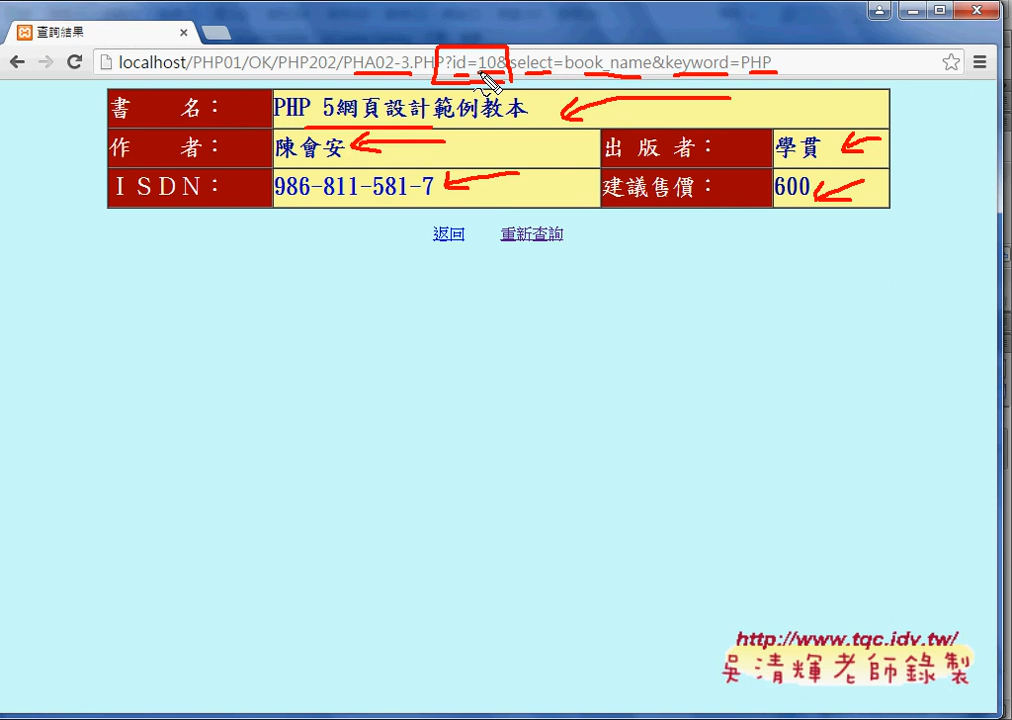 查詢結果
localhost/PHP01/OK/PHP202/PHA02-3.PHP?id=108&select=book_name&keyword=PHP
書　　名： PHP 5網頁設計範例教本
作　　者： 陳會安 出 版 者： 學貫
ＩＳＤＮ： 986-811-581-7 建議售價： 600
返回 重新查詢
http://www.tqc.idv.tw/
吳清輝老師錄製